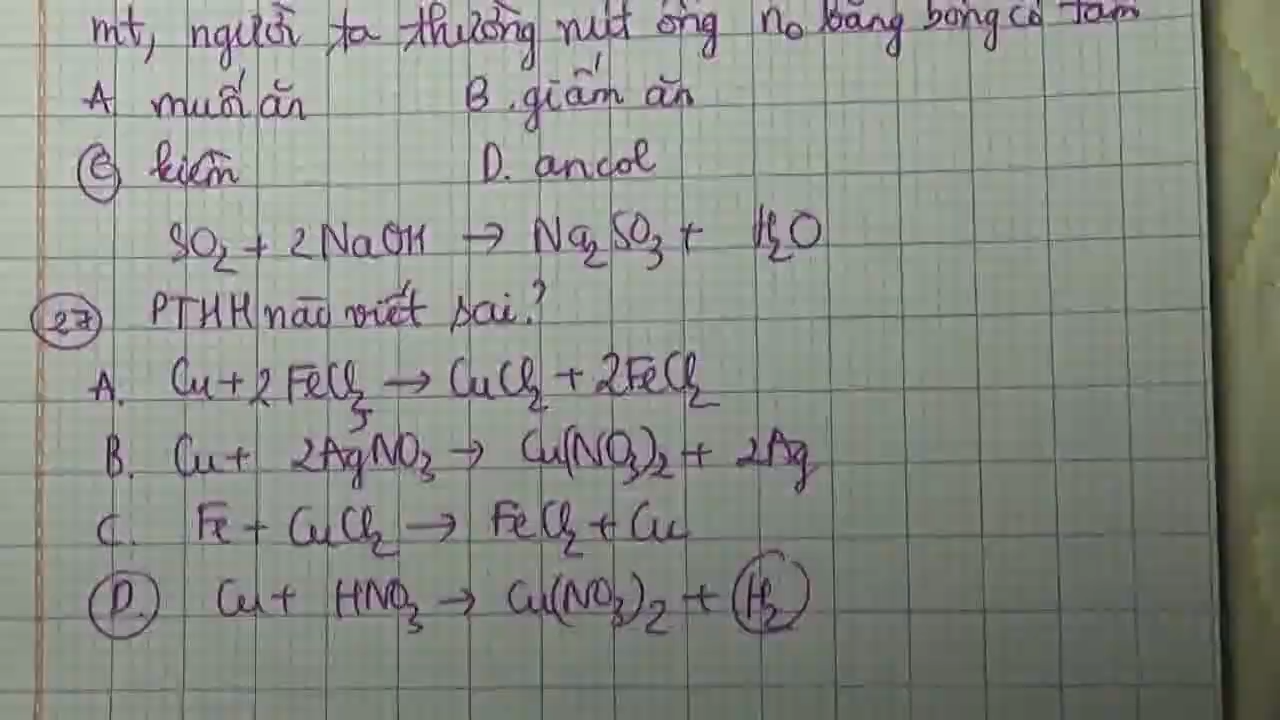 mt, người ta thường nút ống no bằng bông có tẩm
A muối ăn B. giấm ăn
C kiềm D. ancol
SO₂ + 2NaOH → Na₂SO₃ + H₂O
27 PTHH nào viết sai?
A. Cu + 2FeCl₃ → CuCl₂ + 2FeCl₂
B. Cu + 2AgNO₃ → Cu(NO₃)₂ + 2Ag
C. Fe + CuCl₂ → FeCl₂ + Cu
D. Cu + HNO₃ → Cu(NO₃)₂ + H₂